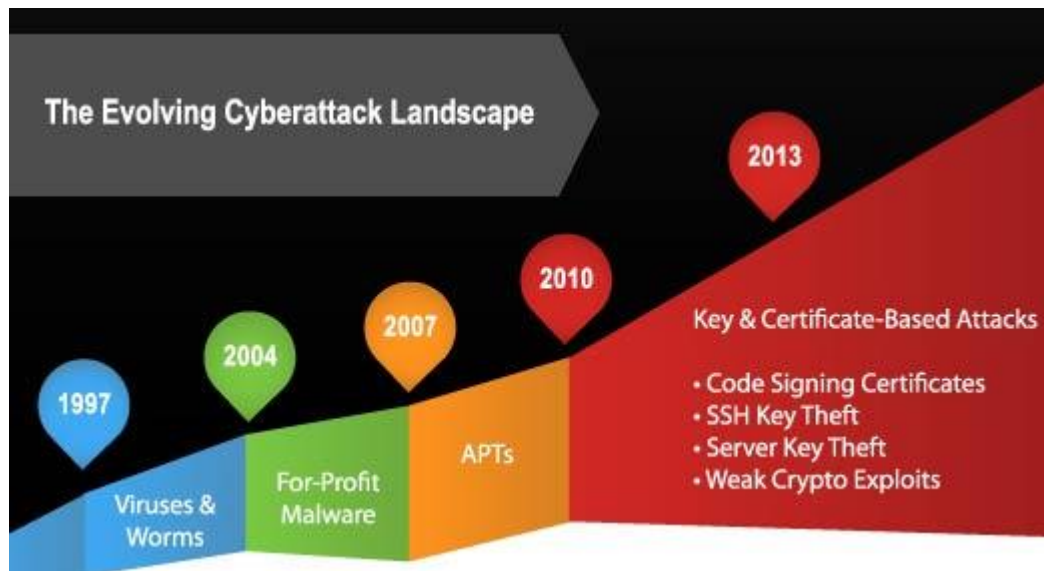 The Evolving Cyberattack Landscape
1997
2004
2007
2010
2013
Viruses &
Worms
For-Profit
Malware
APTs
Key & Certificate-Based Attacks
• Code Signing Certificates
• SSH Key Theft
• Server Key Theft
• Weak Crypto Exploits